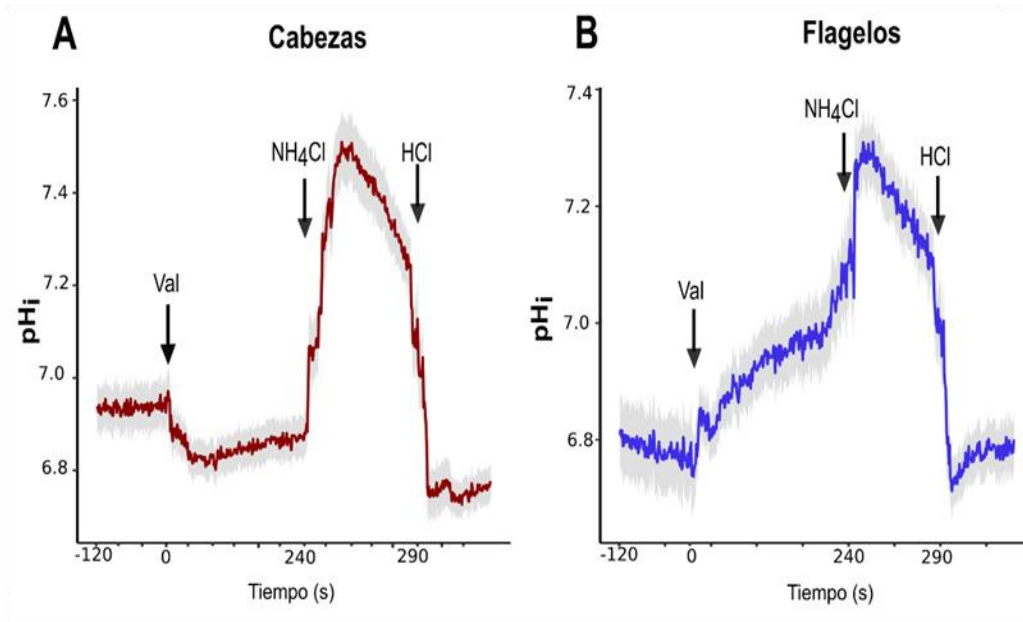 A
Cabezas
7.6
7.4
7.2
7.0
6.8
pHi
Val
NH4Cl
HCl
-120
0
240
290
Tiempo (s)
B
Flagelos
7.4
7.2
7.0
6.8
pHi
Val
NH4Cl
HCl
-120
0
240
290
Tiempo (s)